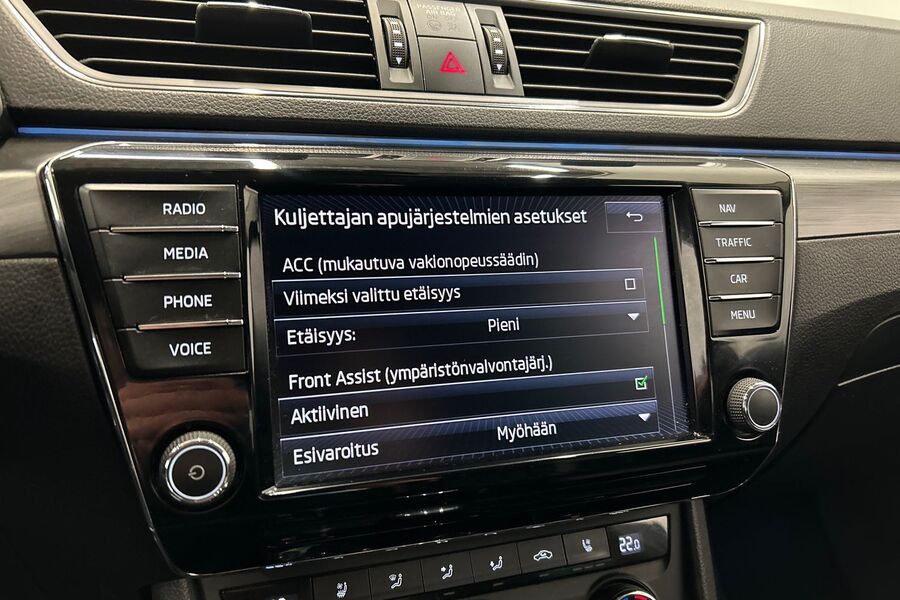 PASSENGER
AIR BAG
Kuljettajan apujärjestelmien asetukset
ACC (mukautuva vakionopeussäädin)
Viimeksi valittu etäisyys
Etäisyys: Pieni
Front Assist (ympäristönvalvontajärj.)
Aktiivinen
Esivaroitus Myöhään
RADIO
MEDIA
PHONE
VOICE
NAV
TRAFFIC
CAR
MENU
22.0